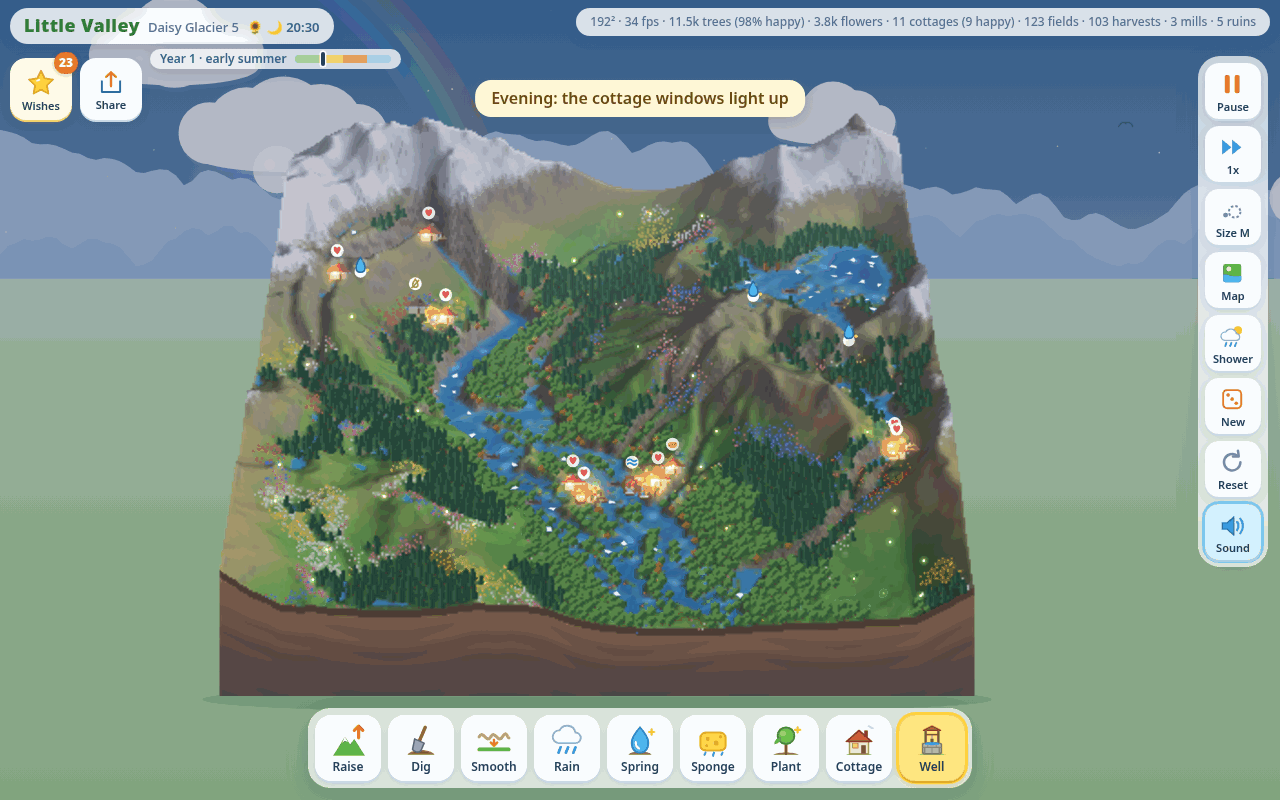 Little Valley Daisy Glacier 5 20:30
192² · 34 fps · 11.5k trees (98% happy) · 3.8k flowers · 11 cottages (9 happy) · 123 fields · 103 harvests · 3 mills · 5 ruins
Year 1 · early summer
23
Wishes
Share
Evening: the cottage windows light up
Pause
1x
Size M
Map
Shower
New
Reset
Sound
Raise
Dig
Smooth
Rain
Spring
Sponge
Plant
Cottage
Well